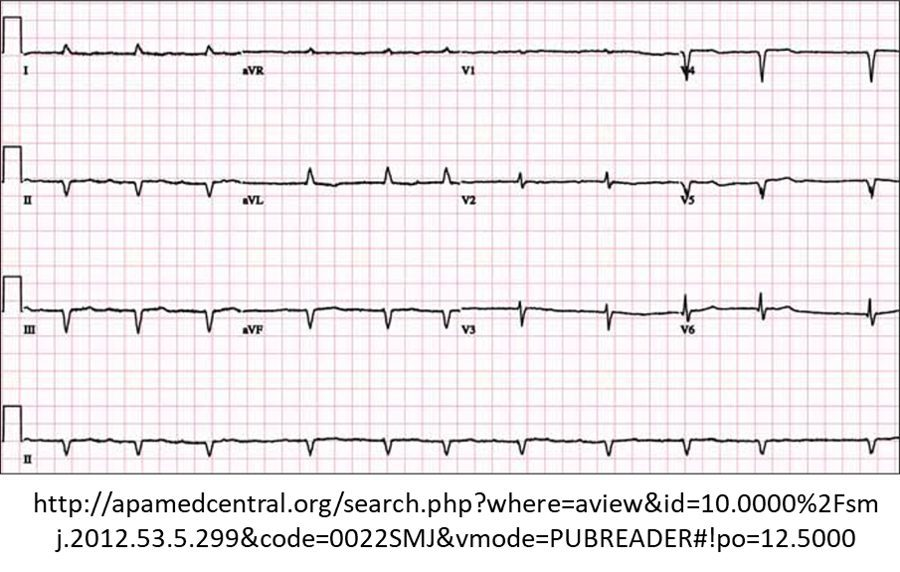 I aVR V1 V4
II aVL V2 V5
III aVF V3 V6
II
http://apamedcentral.org/search.php?where=aview&id=10.0000%2Fsm
j.2012.53.5.299&code=0022SMJ&vmode=PUBREADER#!po=12.5000